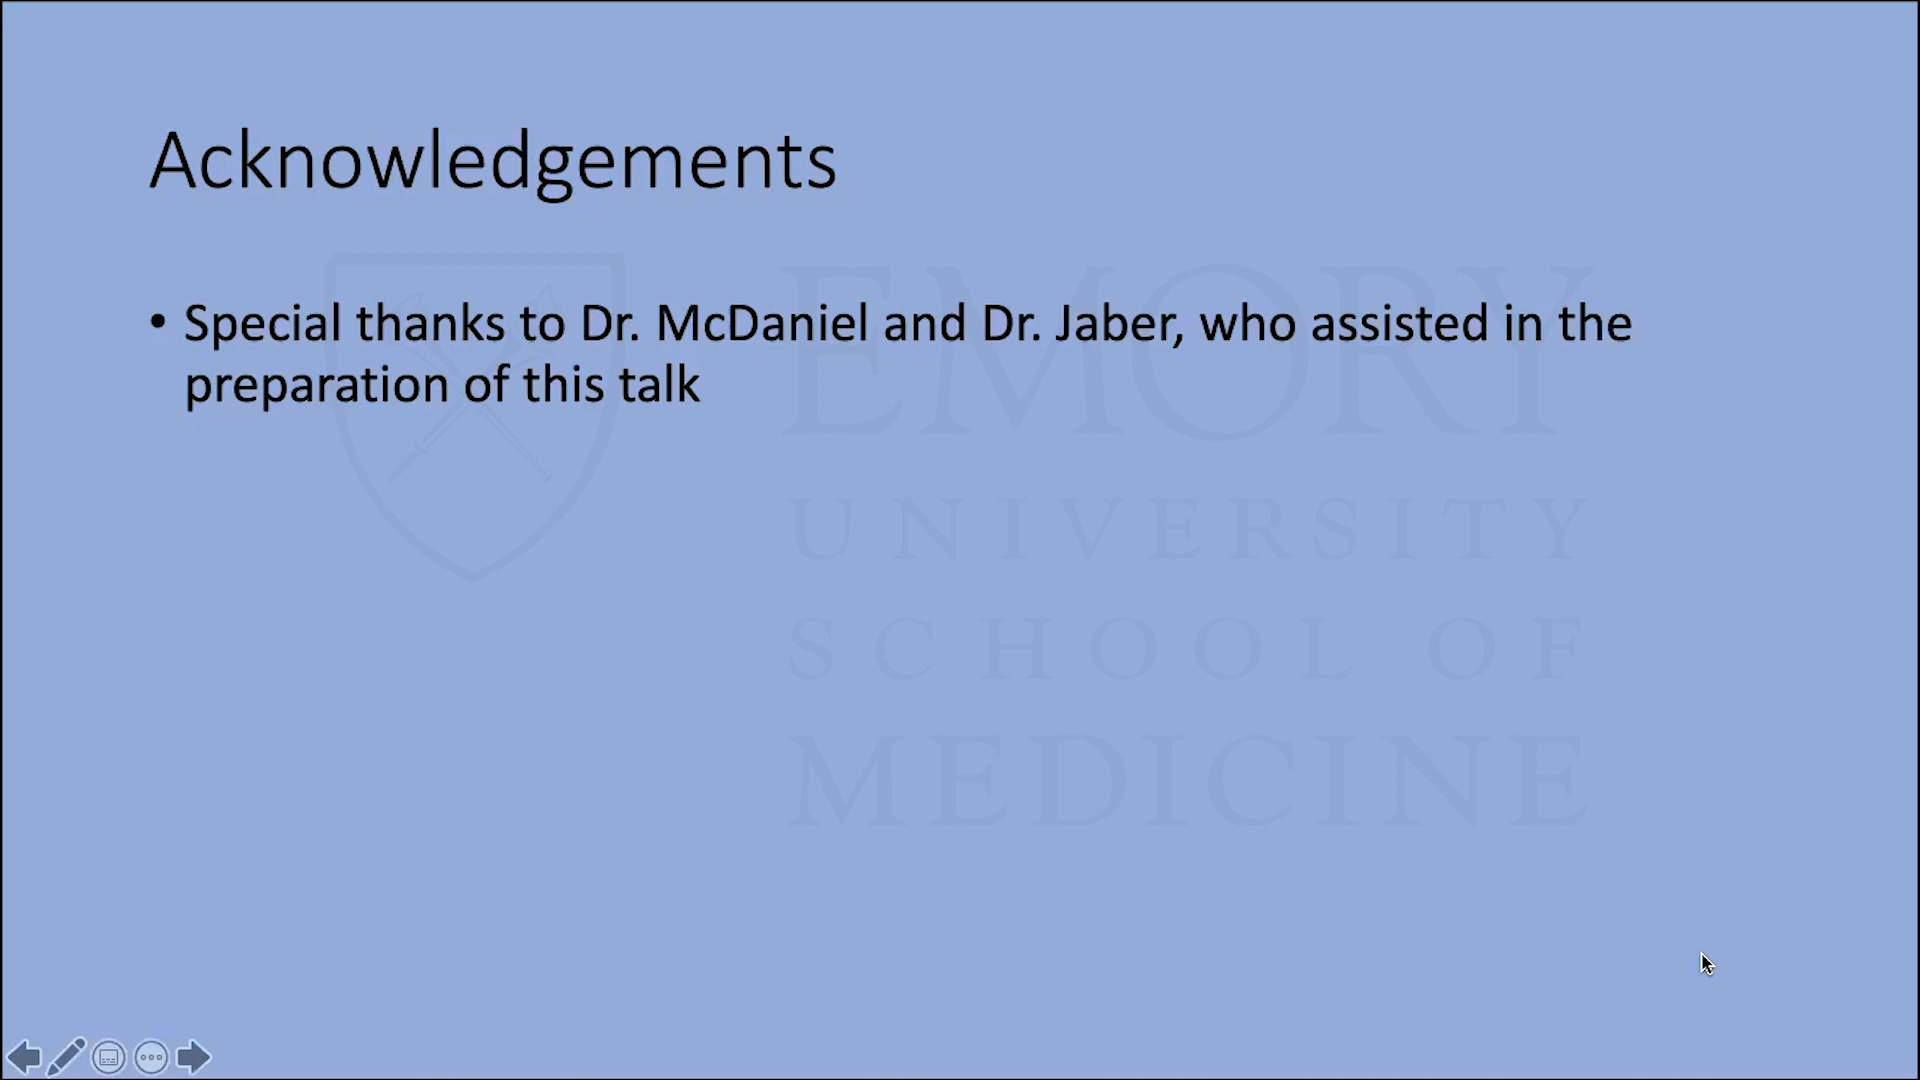 Acknowledgements
• Special thanks to Dr. McDaniel and Dr. Jaber, who assisted in the
preparation of this talk
EMORY
UNIVERSITY
SCHOOL OF
MEDICINE